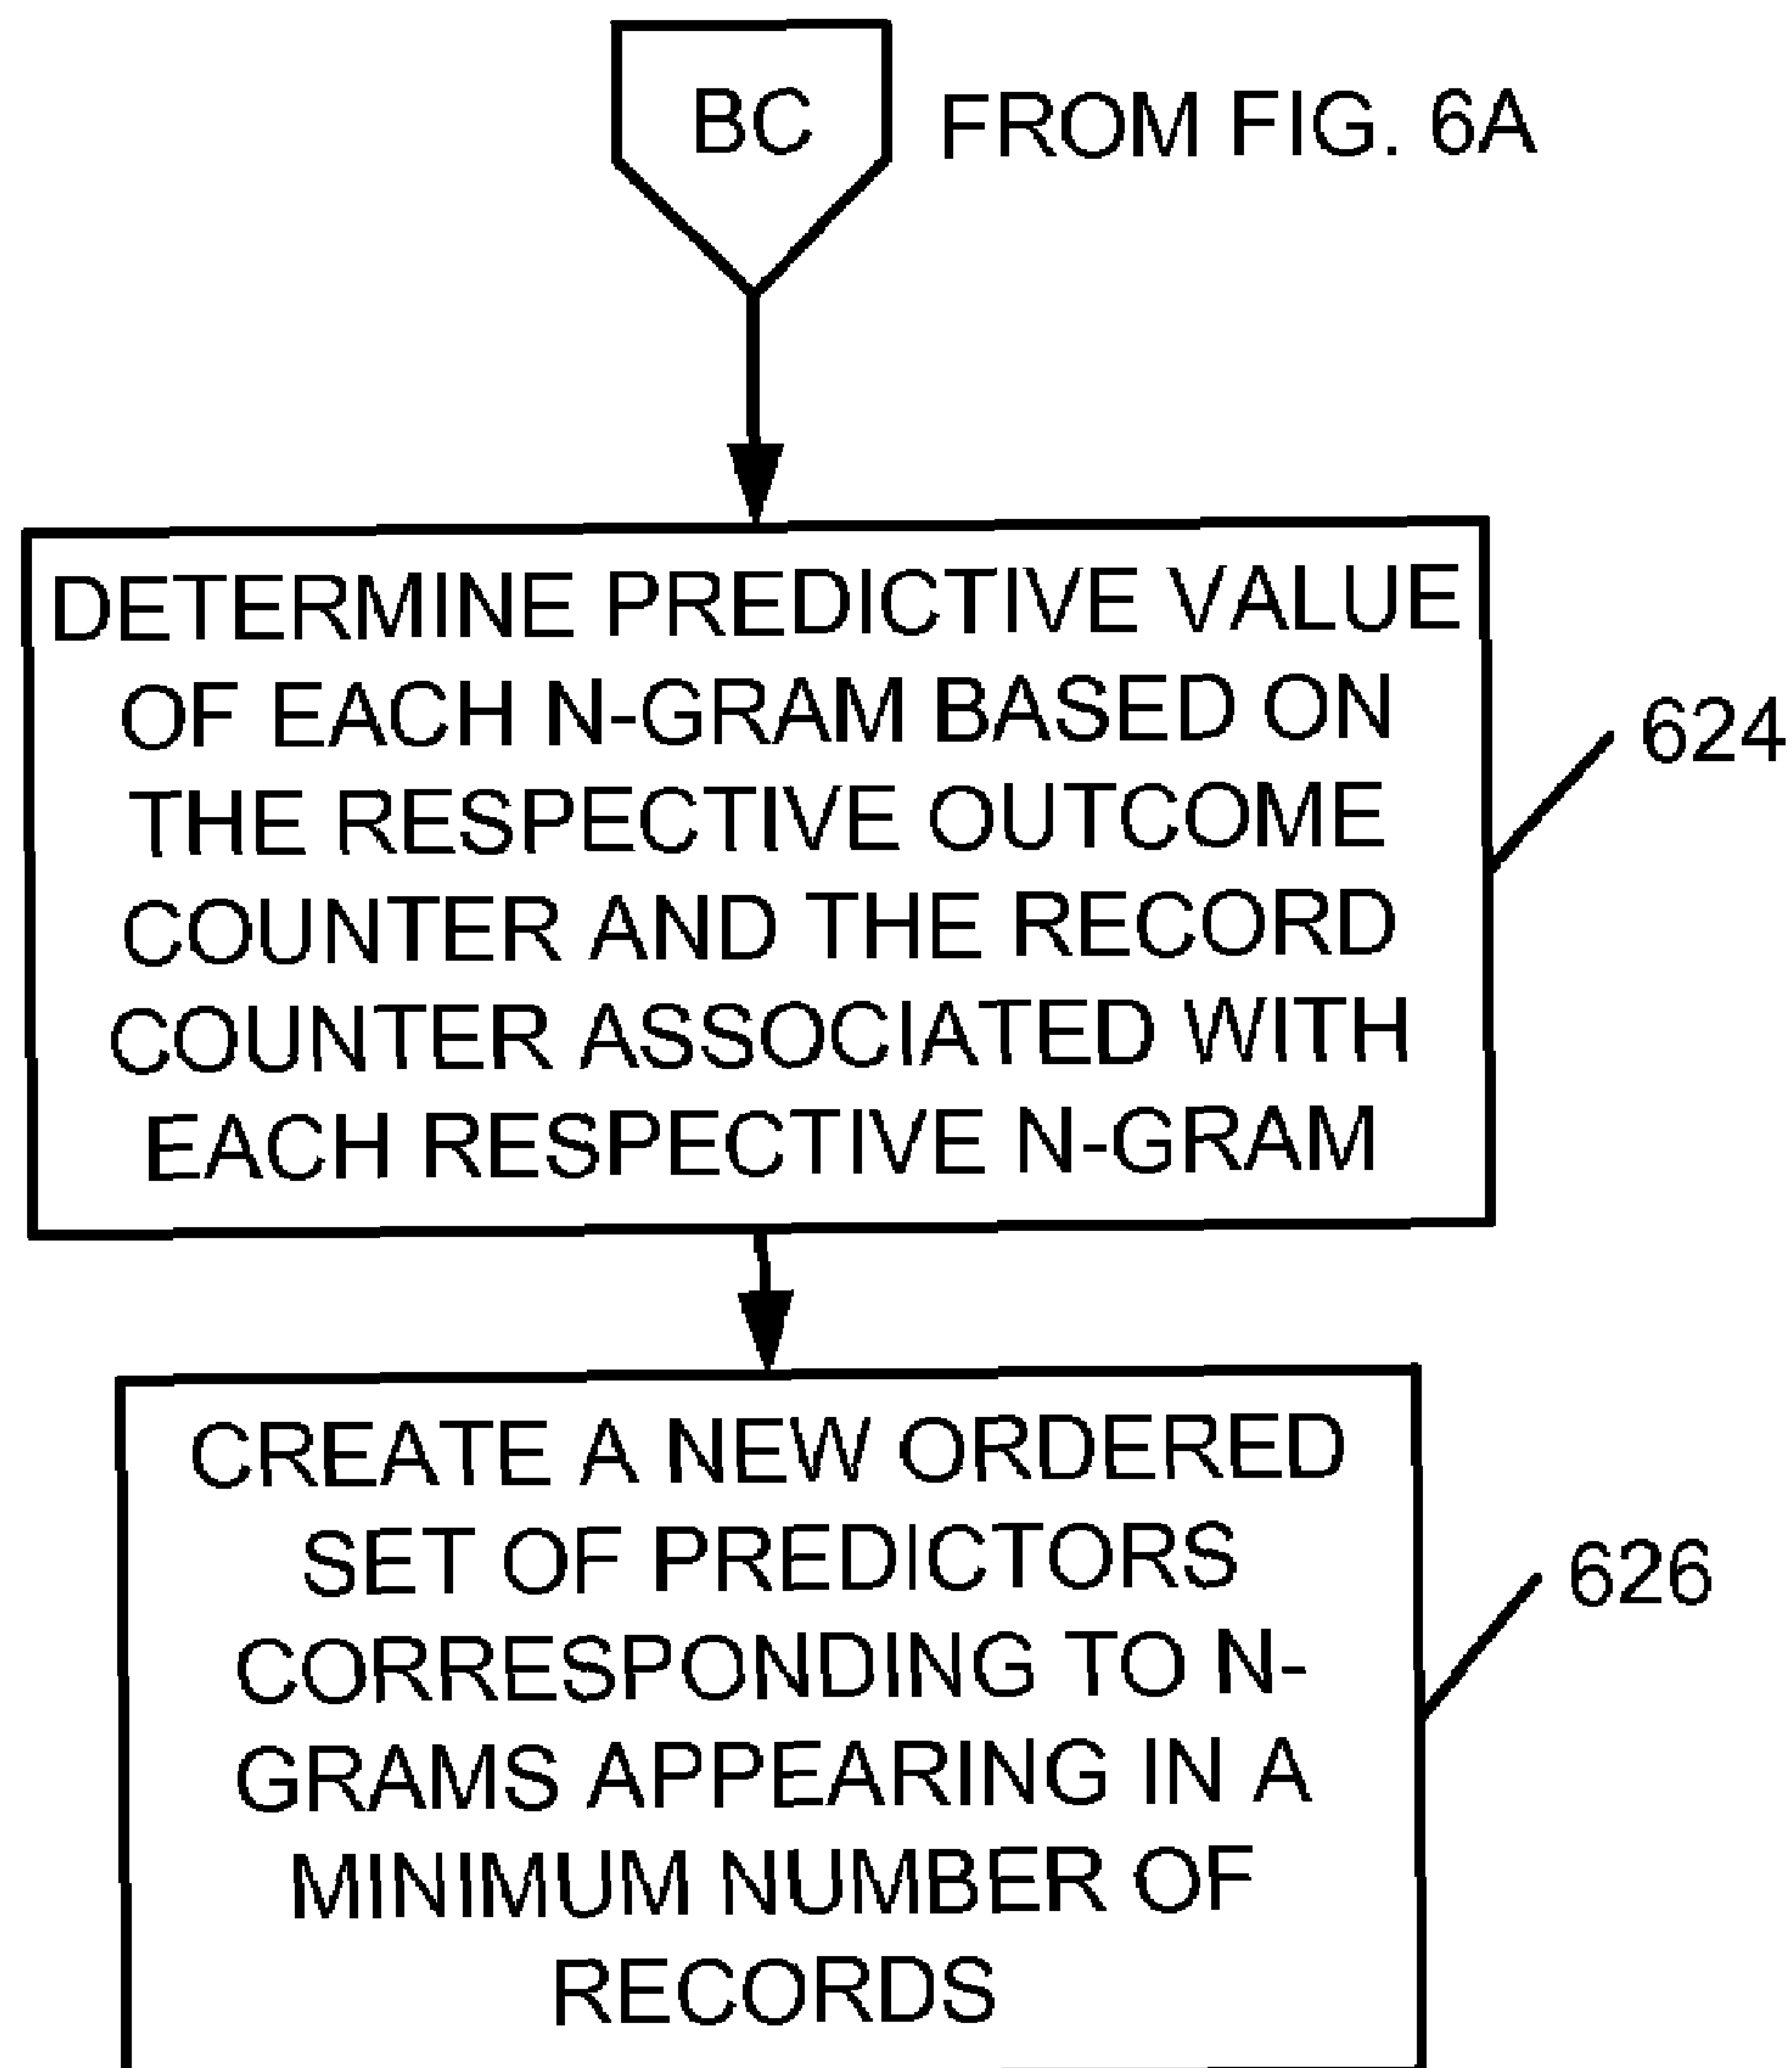 BC FROM FIG. 6A
DETERMINE PREDICTIVE VALUE
OF EACH N-GRAM BASED ON
THE RESPECTIVE OUTCOME
COUNTER AND THE RECORD
COUNTER ASSOCIATED WITH
EACH RESPECTIVE N-GRAM
624
CREATE A NEW ORDERED
SET OF PREDICTORS
CORRESPONDING TO N-
GRAMS APPEARING IN A
MINIMUM NUMBER OF
RECORDS
626